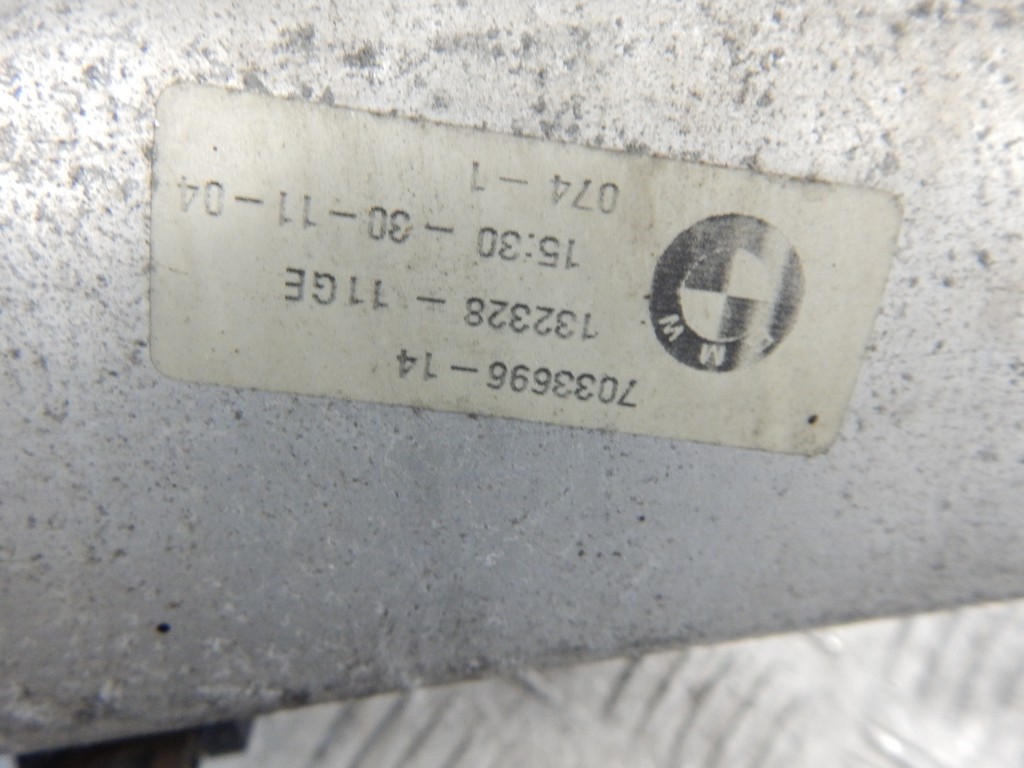 7033696-14
132328 - 11GE
15:30 - 30-11-04
074 - 1
M W